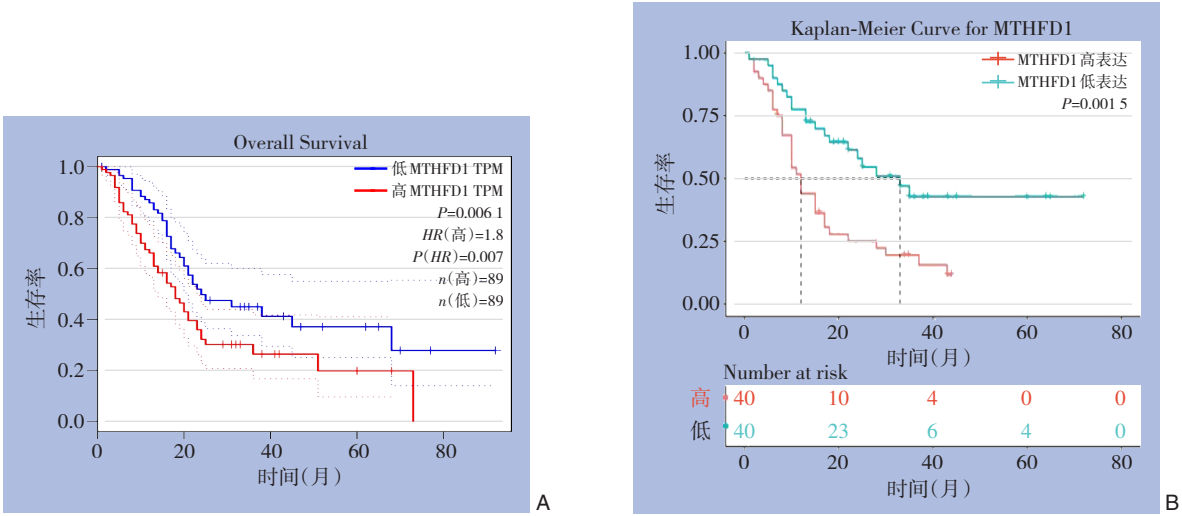 Overall Survival
低 MTHFD1 TPM
高 MTHFD1 TPM
P=0.006 1
HR(高)=1.8
P(HR)=0.007
n(高)=89
n(低)=89
生存率
1.0
0.8
0.6
0.4
0.2
0.0
0 20 40 60 80
时间(月)
A
Kaplan-Meier Curve for MTHFD1
MTHFD1 高表达
MTHFD1 低表达
P=0.001 5
生存率
1.00
0.75
0.50
0.25
0.00
0 20 40 60 80
时间(月)
Number at risk
高 40 10 4 0 0
低 40 23 6 4 0
0 20 40 60 80
时间(月)
B